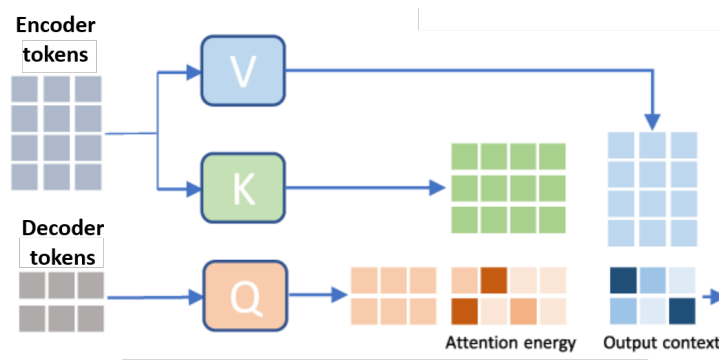 Encoder
tokens
V
K
Decoder
tokens
Q
Attention energy
Output context